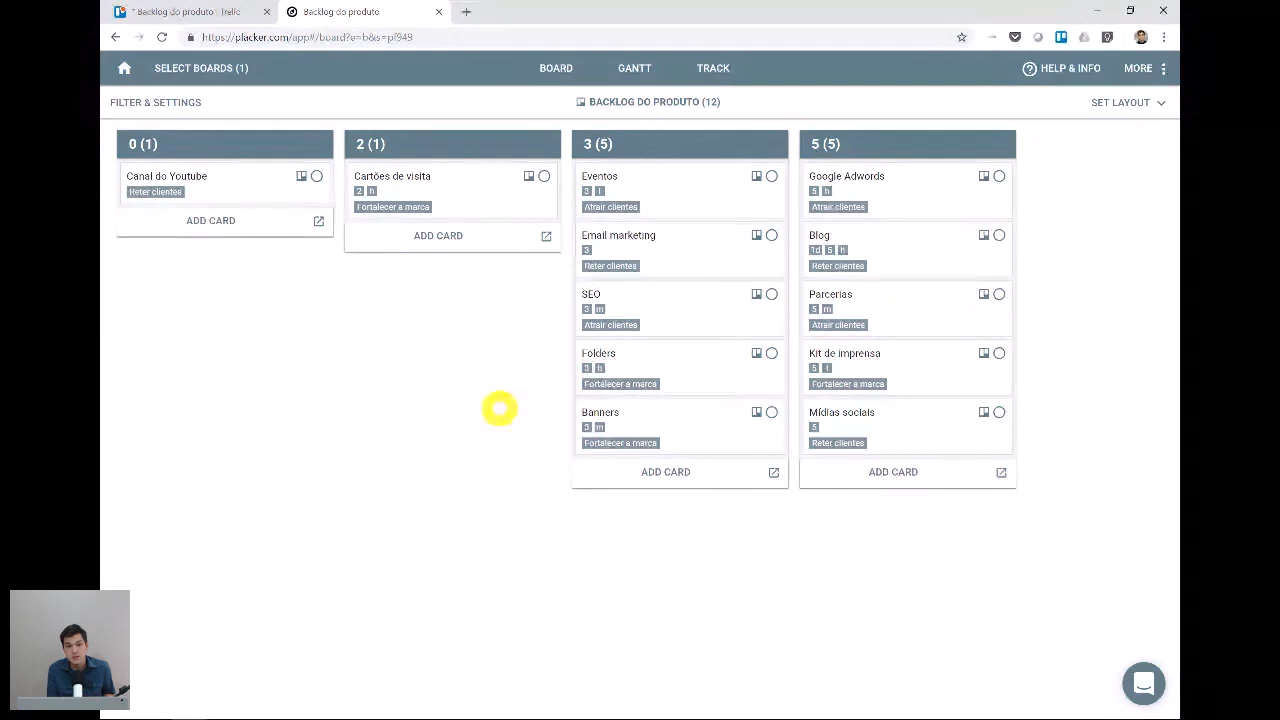 * Backlog do produto | Trello
Backlog do produto
https://placker.com/app#/board?e=b&s=pf949
SELECT BOARDS (1)
BOARD
GANTT
TRACK
HELP & INFO
MORE
FILTER & SETTINGS
BACKLOG DO PRODUTO (12)
SET LAYOUT
0 (1)
Canal do Youtube
Reter clientes
ADD CARD
2 (1)
Cartões de visita
2 h
Fortalecer a marca
ADD CARD
3 (5)
Eventos
3 l
Atrair clientes
Email marketing
3
Reter clientes
SEO
3 m
Atrair clientes
Folders
3 h
Fortalecer a marca
Banners
3 m
Fortalecer a marca
ADD CARD
5 (5)
Google Adwords
5 h
Atrair clientes
Blog
1d 5 h
Reter clientes
Parcerias
5 m
Atrair clientes
Kit de imprensa
5 l
Fortalecer a marca
Mídias sociais
5
Reter clientes
ADD CARD